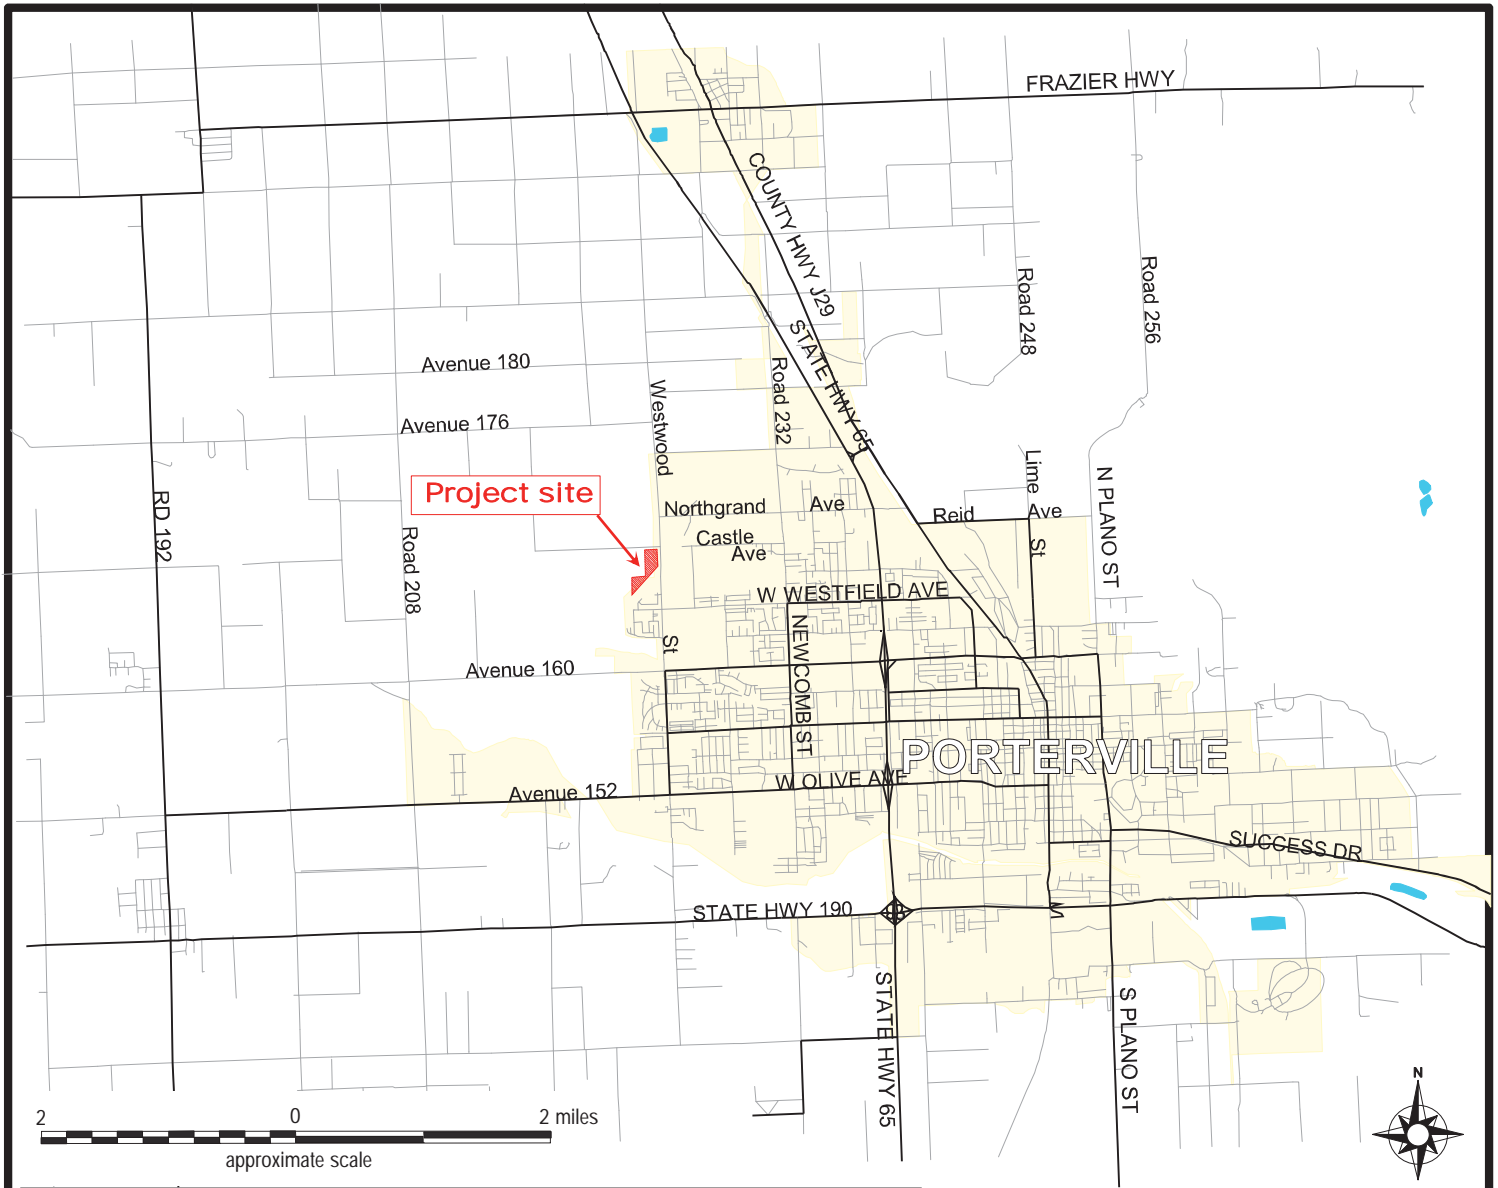 FRAZIER HWY
COUNTY HWY J29
Road 248
Road 256
STATE HWY 65
Avenue 180
Road 232
Westwood
Avenue 176
Lime
N PLANO ST
Project site
Northgrand Ave
Reid Ave
RD 192
Castle
Ave
St
Road 208
W WESTFIELD AVE
NEWCOMB ST
St
Avenue 160
PORTERVILLE
W OLIVE AVE
Avenue 152
SUCCESS DR
STATE HWY 190
STATE HWY 65
S PLANO ST
N
2 0 2 miles
approximate scale